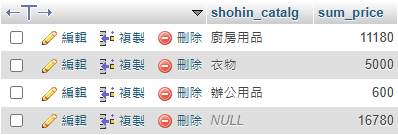 shohin_catalg sum_price
編輯 複製 刪除 廚房用品 11180
編輯 複製 刪除 衣物 5000
編輯 複製 刪除 辦公用品 600
編輯 複製 刪除 NULL 16780